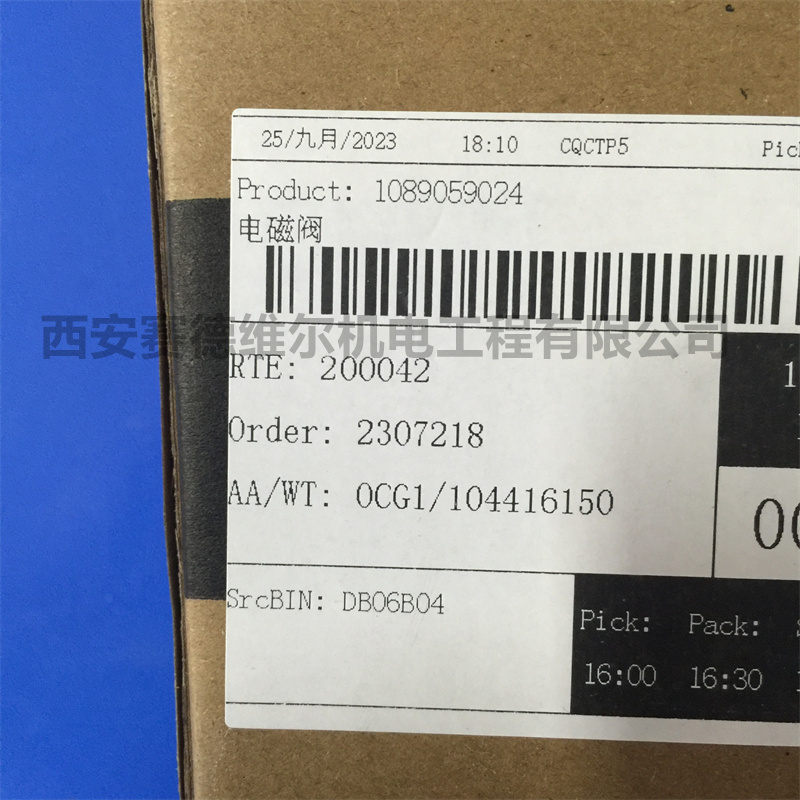 25/九月/2023 18:10 CQCTP5
Product: 1089059024
电磁阀
西安赛德维尔机电工程有限公司
RTE: 200042
Order: 2307218
AA/WT: OCG1/104416150
SrcBIN: DB06B04
Pick: Pack:
16:00 16:30